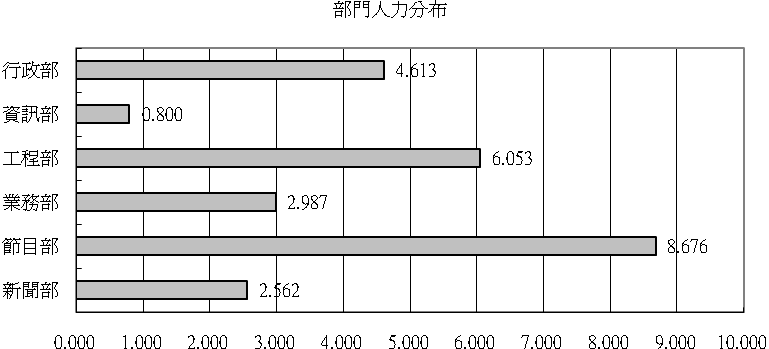 部門人力分布
行政部 4.613
資訊部 0.800
工程部 6.053
業務部 2.987
節目部 8.676
新聞部 2.562
0.000 1.000 2.000 3.000 4.000 5.000 6.000 7.000 8.000 9.000 10.000